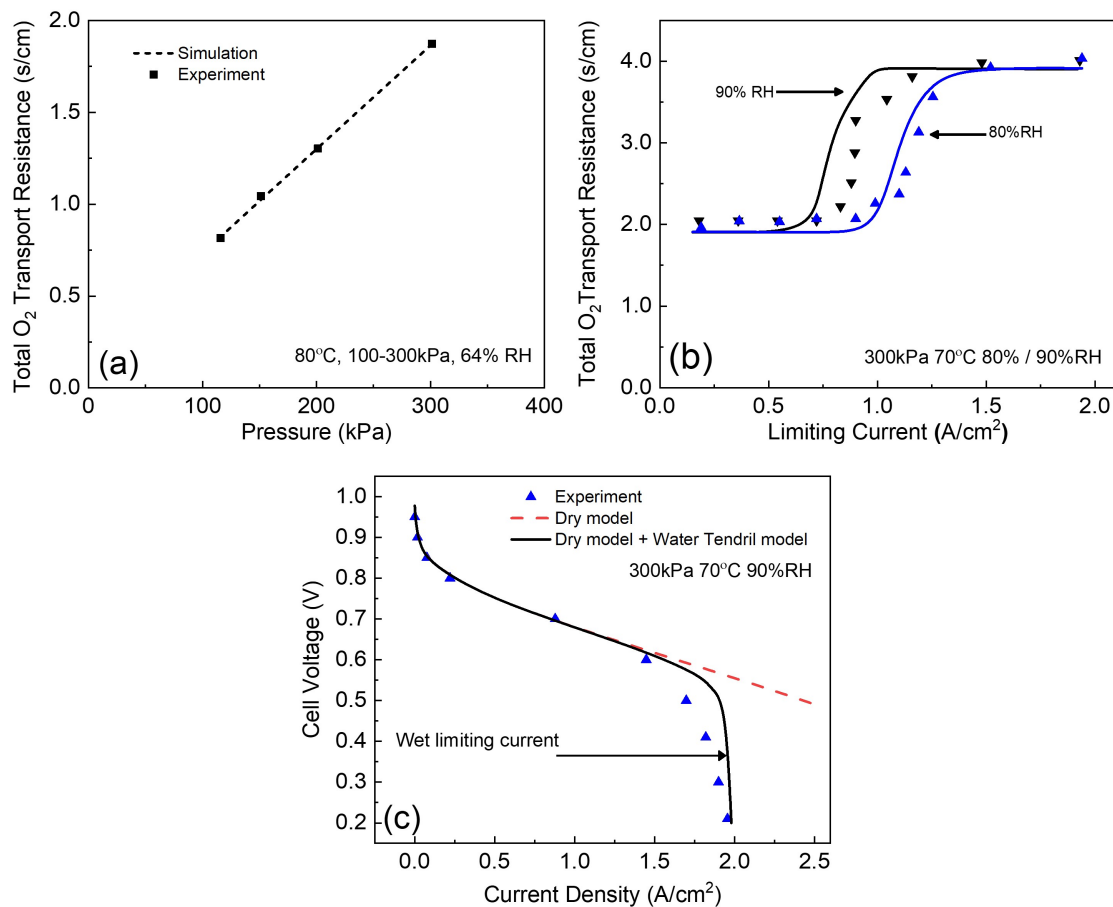 2.0
1.5
1.0
0.5
0.0
Total O2 Transport Resistance (s/cm)
Simulation
Experiment
(a)
80°C, 100-300kPa, 64% RH
0
100
200
300
400
Pressure (kPa)
4.0
3.0
2.0
1.0
0.0
Total O2Transport Resistance (s/cm)
90% RH
80%RH
(b)
300kPa 70°C 80% / 90%RH
0.0
0.5
1.0
1.5
2.0
Limiting Current (A/cm²)
1.0
0.9
0.8
0.7
0.6
0.5
0.4
0.3
0.2
Cell Voltage (V)
Experiment
Dry model
Dry model + Water Tendril model
300kPa 70°C 90%RH
Wet limiting current
(c)
0.0
0.5
1.0
1.5
2.0
2.5
Current Density (A/cm²)